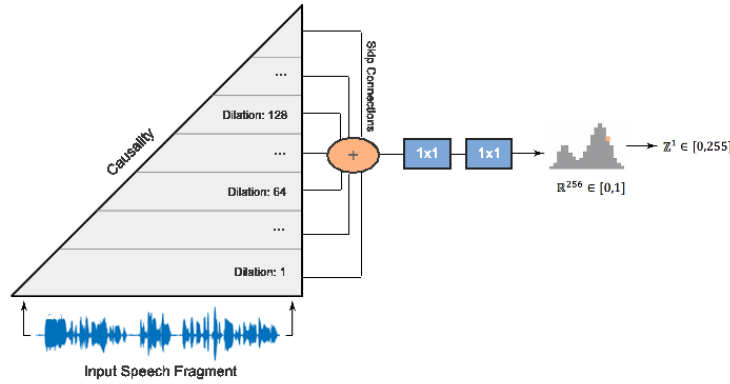 Causality
Skip Connections
...
Dilation: 128
...
Dilation: 64
...
Dilation: 1
+
1x1
1x1
ℝ²⁵⁶ ∈ [0,1]
ℤ¹ ∈ [0,255]
Input Speech Fragment